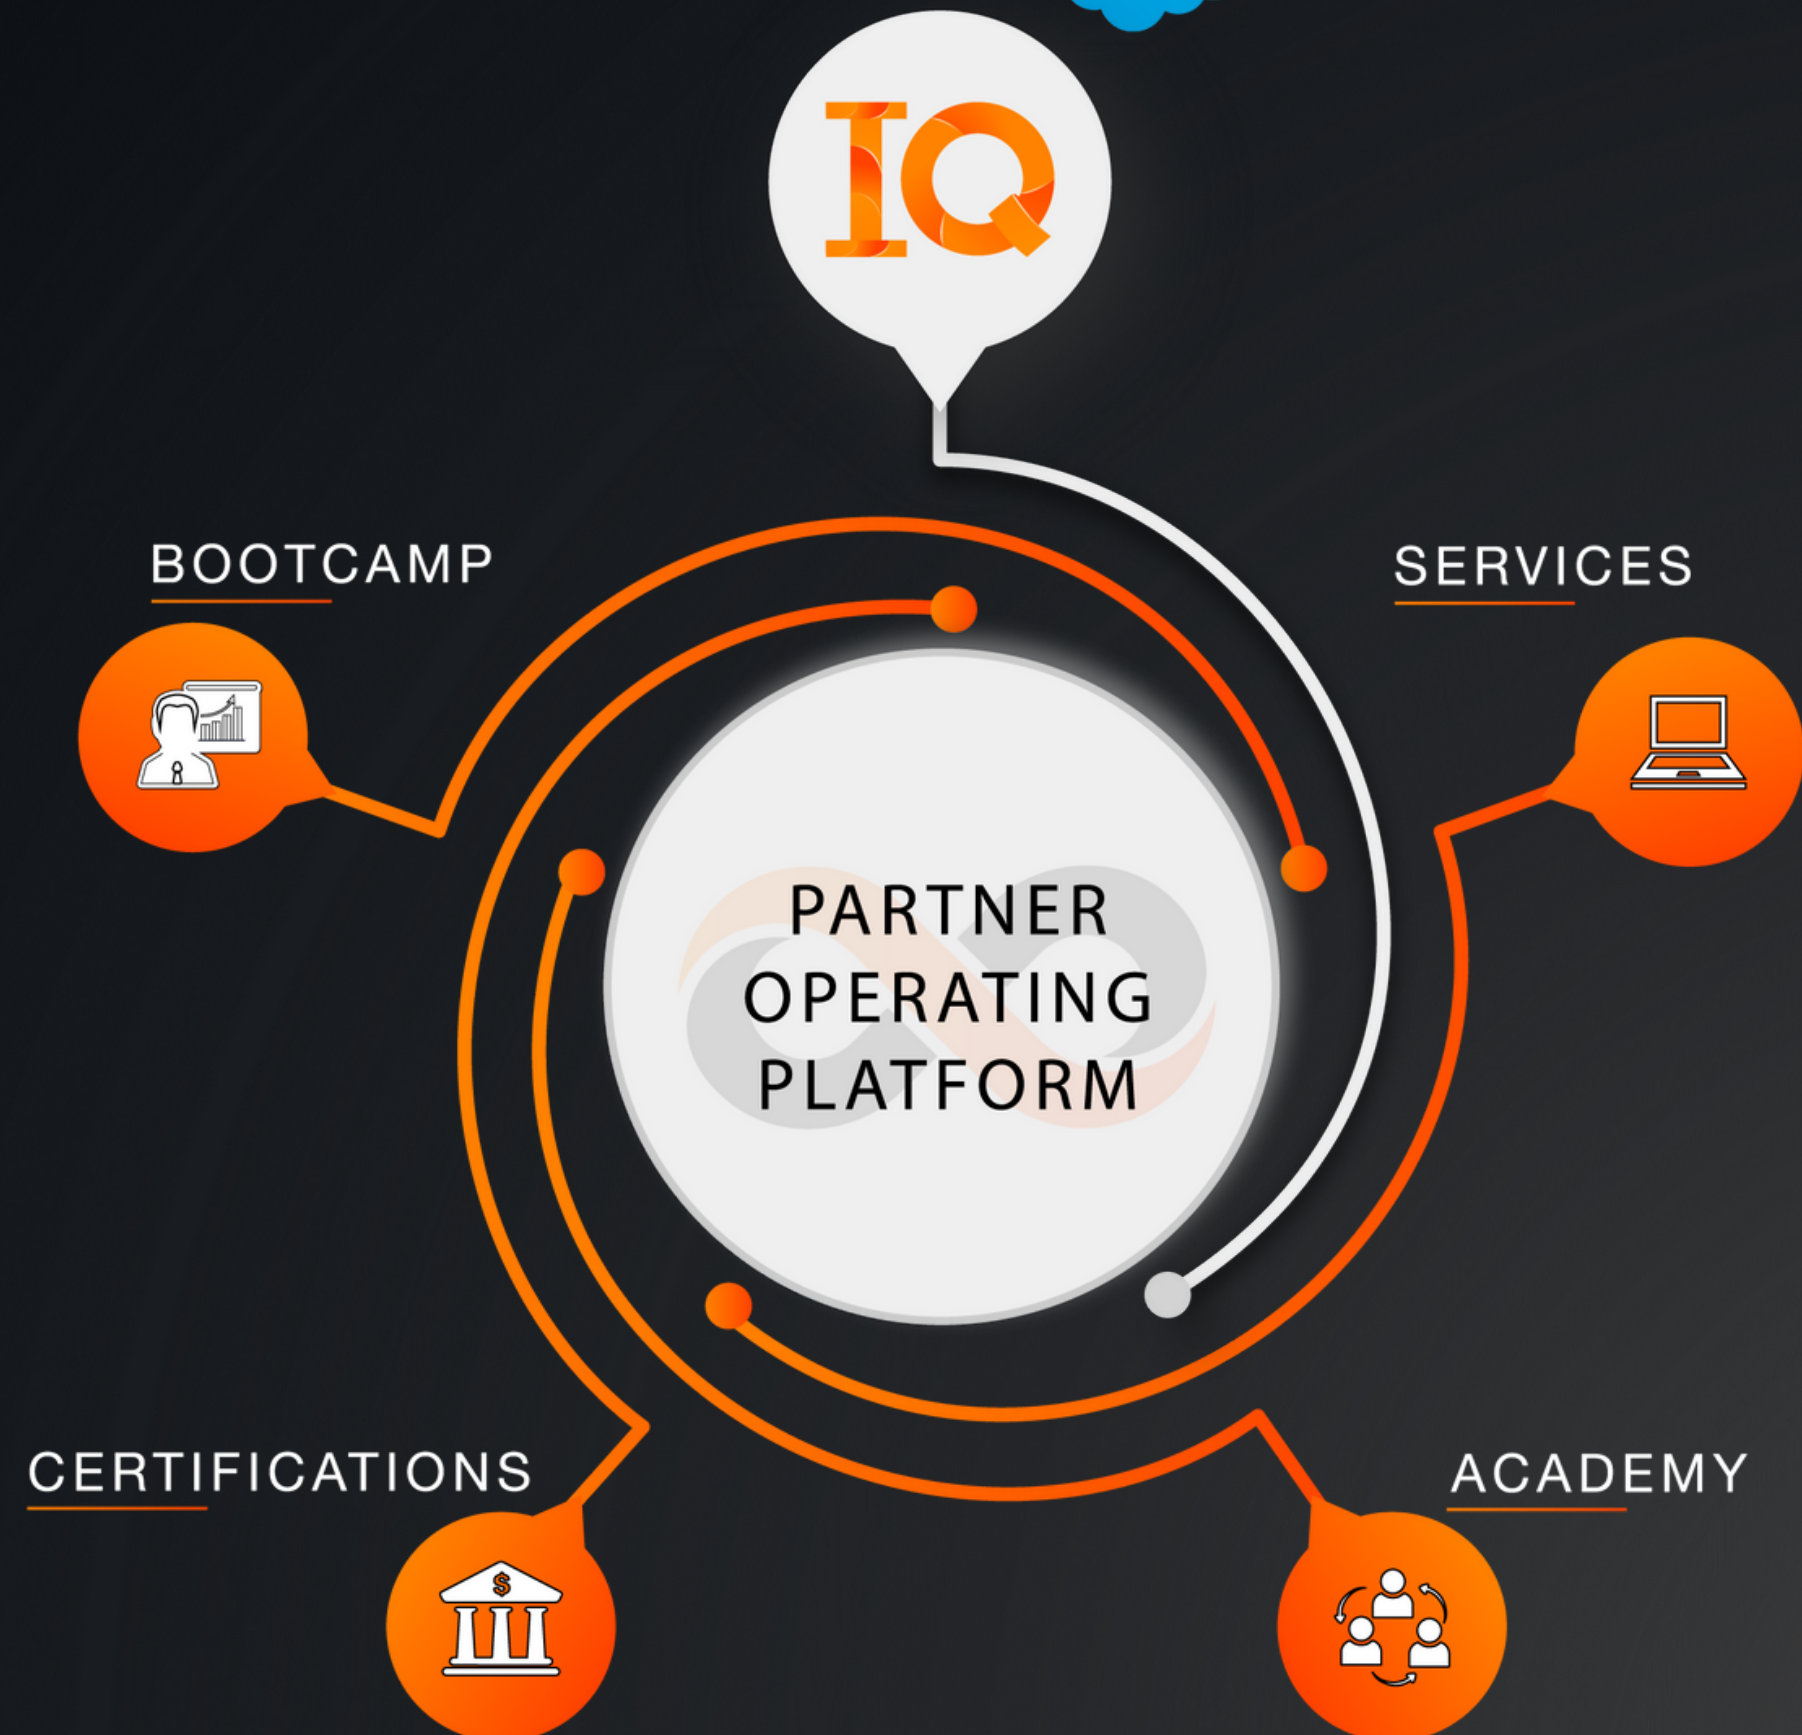 IQ
BOOTCAMP
SERVICES
PARTNER
OPERATING
PLATFORM
CERTIFICATIONS
ACADEMY
$